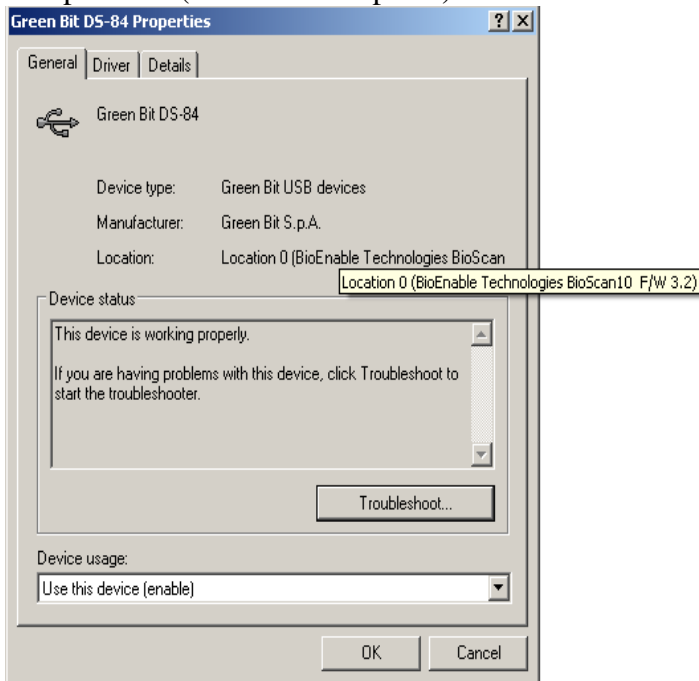 Green Bit DS-84 Properties
General Driver Details
Green Bit DS-84
Device type: Green Bit USB devices
Manufacturer: Green Bit S.p.A.
Location: Location 0 (BioEnable Technologies BioScan
Location 0 (BioEnable Technologies BioScan10 F/W 3.2)
Device status
This device is working properly.
If you are having problems with this device, click Troubleshoot to
start the troubleshooter.
Troubleshoot...
Device usage:
Use this device (enable)
OK Cancel